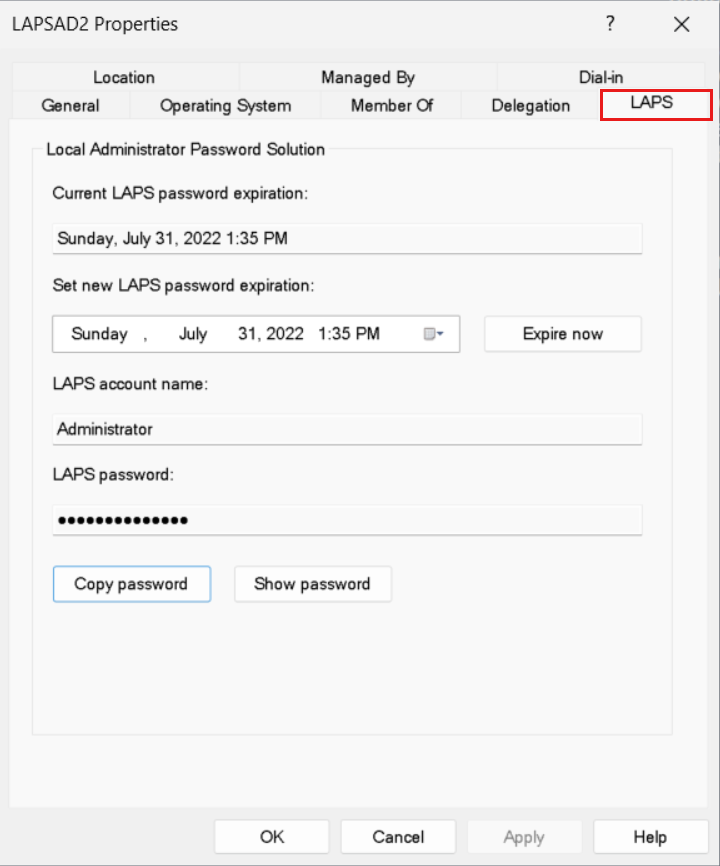 LAPSAD2 Properties ?
Location Managed By Dial-in
General Operating System Member Of Delegation LAPS
Local Administrator Password Solution
Current LAPS password expiration:
Sunday, July 31, 2022 1:35 PM
Set new LAPS password expiration:
Sunday , July 31, 2022 1:35 PM Expire now
LAPS account name:
Administrator
LAPS password:
••••••••••••••
Copy password Show password
OK Cancel Apply Help